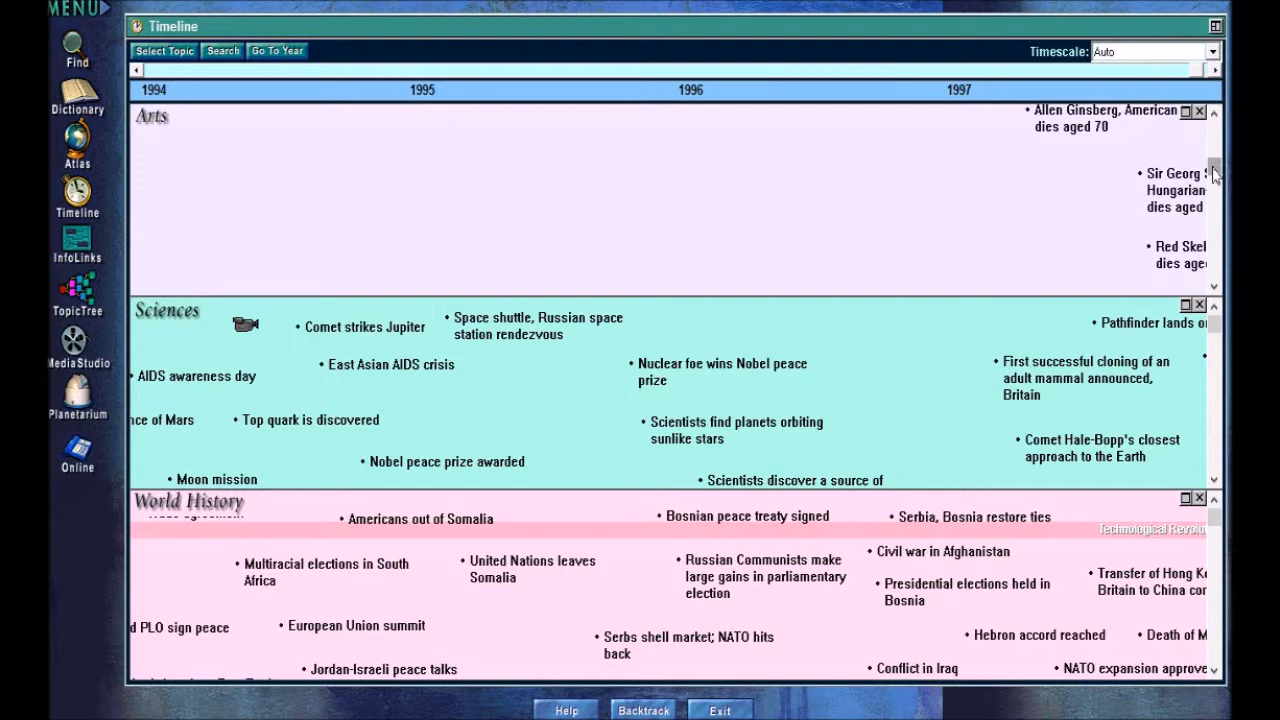 MENU
Find
Dictionary
Atlas
Timeline
InfoLinks
TopicTree
MediaStudio
Planetarium
Online
Timeline
Select Topic
Search
Go To Year
Timescale:
Auto
1994
1995
1996
1997
Arts
• Allen Ginsberg, American
dies aged 70
• Sir Georg
Hungarian-
dies aged
• Red Skel
dies age
Sciences
• Comet strikes Jupiter
• Space shuttle, Russian space
station rendezvous
• Pathfinder lands o
• East Asian AIDS crisis
• Nuclear foe wins Nobel peace
prize
• First successful cloning of an
adult mammal announced,
Britain
• AIDS awareness day
nce of Mars
• Top quark is discovered
• Scientists find planets orbiting
sunlike stars
• Comet Hale-Bopp's closest
approach to the Earth
• Nobel peace prize awarded
• Moon mission
• Scientists discover a source of
World History
• Americans out of Somalia
• Bosnian peace treaty signed
• Serbia, Bosnia restore ties
Technological Revolu
• Multiracial elections in South
Africa
• United Nations leaves
Somalia
• Russian Communists make
large gains in parliamentary
election
• Civil war in Afghanistan
• Presidential elections held in
Bosnia
• Transfer of Hong K
Britain to China co
d PLO sign peace
• European Union summit
• Serbs shell market; NATO hits
back
• Hebron accord reached
• Death of M
• Jordan-Israeli peace talks
• Conflict in Iraq
• NATO expansion approve
Help
Backtrack
Exit